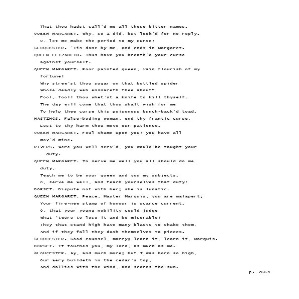 That thou hadst call'd me all these bitter names.
QUEEN MARGARET. Why, so I did, but look'd for no reply.
O, let me make the period to my curse!
GLOUCESTER. 'Tis done by me, and ends in Margaret.
QUEEN ELIZABETH. Thus have you breath'd your curse
against yourself.
QUEEN MARGARET. Poor painted queen, vain flourish of my
fortune!
Why strew'st thou sugar on that bottled spider
Whose deadly web ensnareth thee about?
Fool, fool! thou whet'st a knife to kill thyself.
The day will come that thou shalt wish for me
To help thee curse this poisonous bunch-back'd toad.
HASTINGS. False-boding woman, end thy frantic curse,
Lest to thy harm thou move our patience.
QUEEN MARGARET. Foul shame upon you! you have all
mov'd mine.
RIVERS. Were you well serv'd, you would be taught your
duty.
QUEEN MARGARET. To serve me well you all should do me
duty,
Teach me to be your queen and you my subjects.
O, serve me well, and teach yourselves that duty!
DORSET. Dispute not with her; she is lunatic.
QUEEN MARGARET. Peace, Master Marquis, you are malapert;
Your fire-new stamp of honour is scarce current.
O, that your young nobility could judge
What 'twere to lose it and be miserable!
They that stand high have many blasts to shake them,
And if they fall they dash themselves to pieces.
GLOUCESTER. Good counsel, marry; learn it, learn it, Marquis.
DORSET. It touches you, my lord, as much as me.
GLOUCESTER. Ay, and much more; but I was born so high,
Our aery buildeth in the cedar's top,
And dallies with the wind, and scorns the sun.